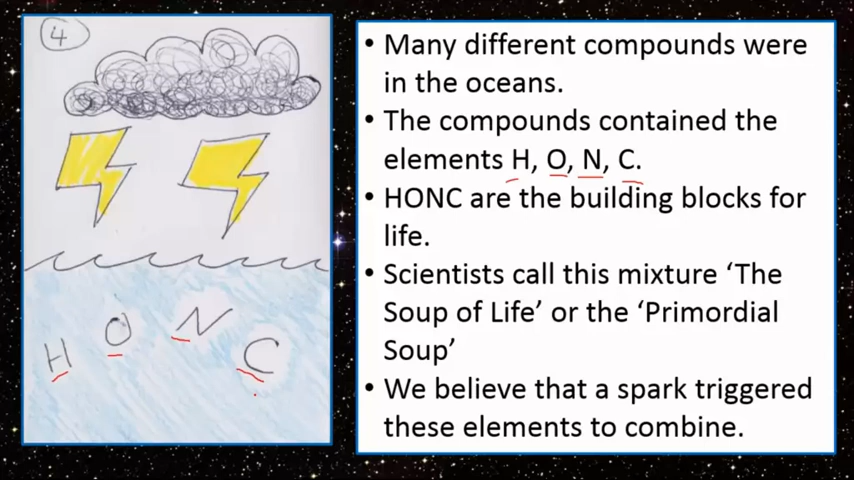 4
H O N C
• Many different compounds were
in the oceans.
• The compounds contained the
elements H, O, N, C.
• HONC are the building blocks for
life.
• Scientists call this mixture ‘The
Soup of Life’ or the ‘Primordial
Soup’
• We believe that a spark triggered
these elements to combine.